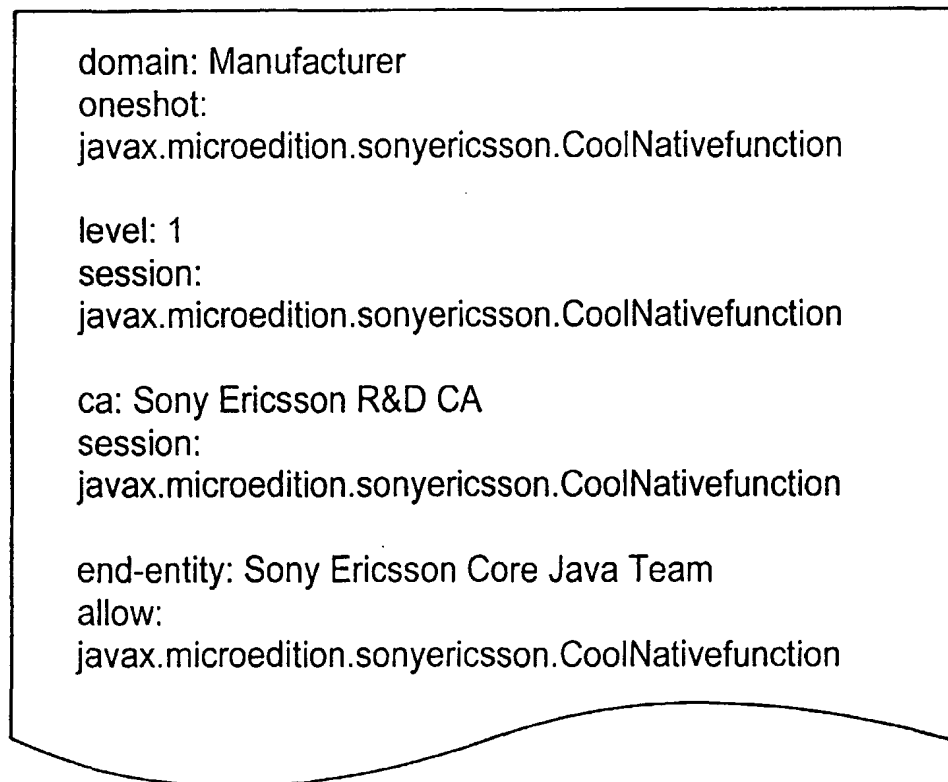 domain: Manufacturer
oneshot:
javax.microedition.sonyericsson.CoolNativefunction
level: 1
session:
javax.microedition.sonyericsson.CoolNativefunction
ca: Sony Ericsson R&D CA
session:
javax.microedition.sonyericsson.CoolNativefunction
end-entity: Sony Ericsson Core Java Team
allow:
javax.microedition.sonyericsson.CoolNativefunction